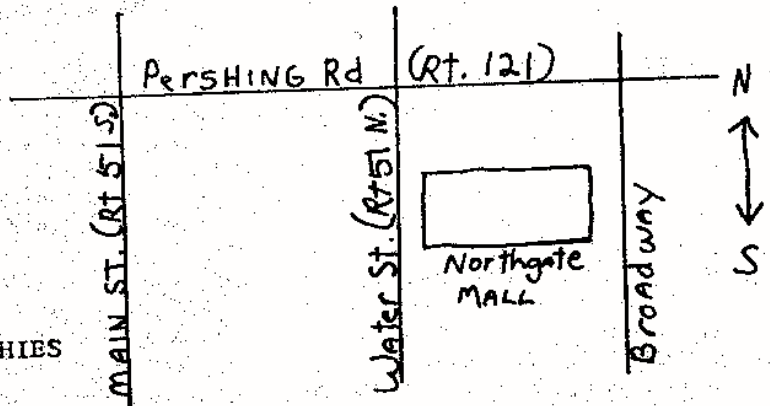 PerSHING Rd (Rt. 121)
N
MAIN ST. (Rt 51 S.)
Water St. (Rt 51 N.)
Northgate
MALL
BroAdwAy
S
HIES